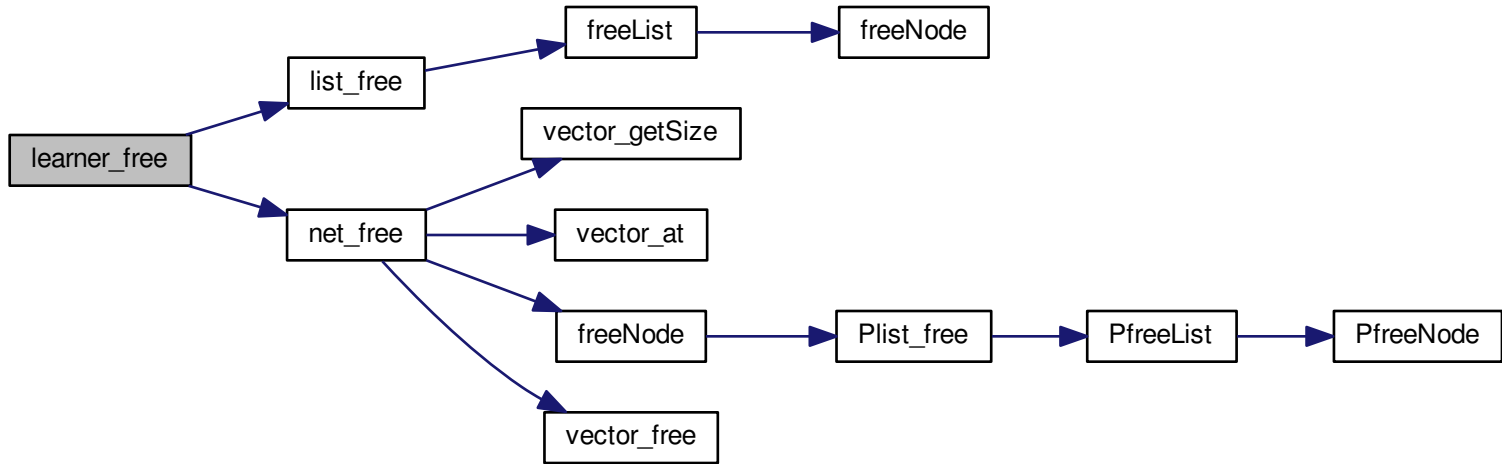 freeList
freeNode
list_free
vector_getSize
learner_free
net_free
vector_at
freeNode
Plist_free
PfreeList
PfreeNode
vector_free